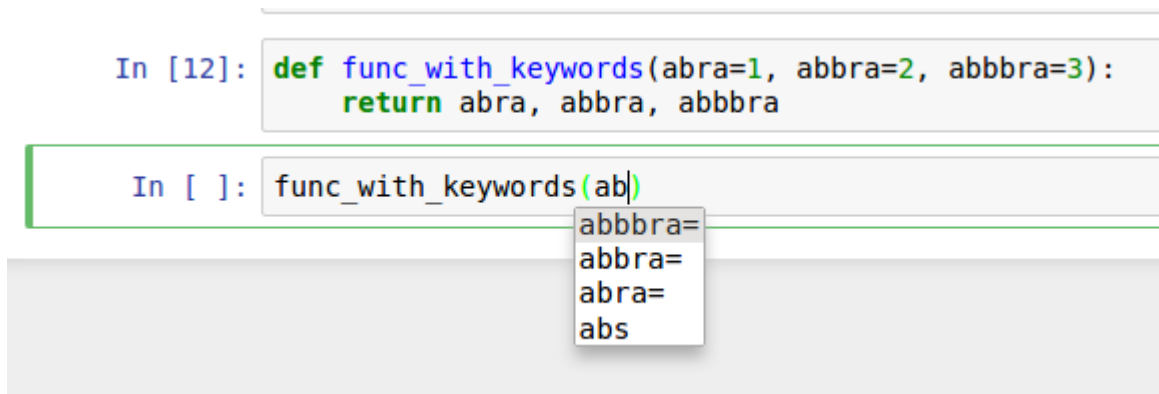 In [12]: def func_with_keywords(abra=1, abbra=2, abbbra=3):
return abra, abbra, abbbra
In [ ]: func_with_keywords(ab)
abbbra=
abbra=
abra=
abs